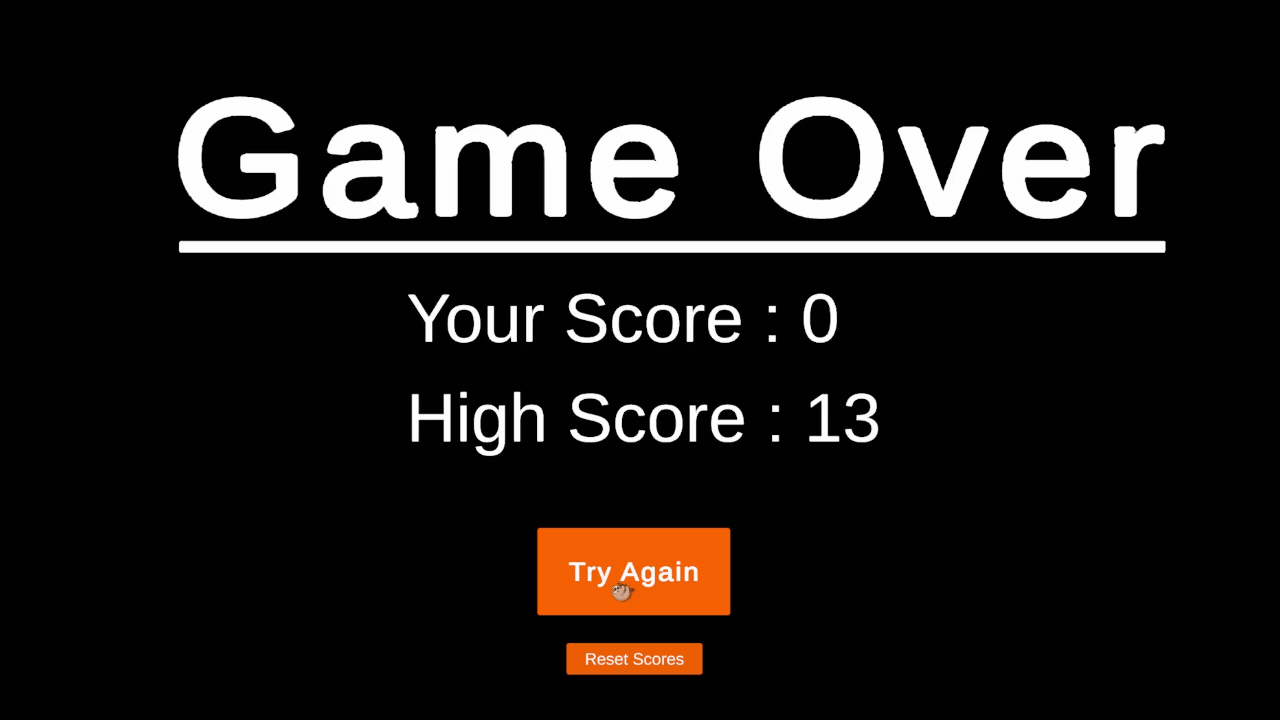 Game Over
Your Score : 0
High Score : 13
Try Again
Reset Scores